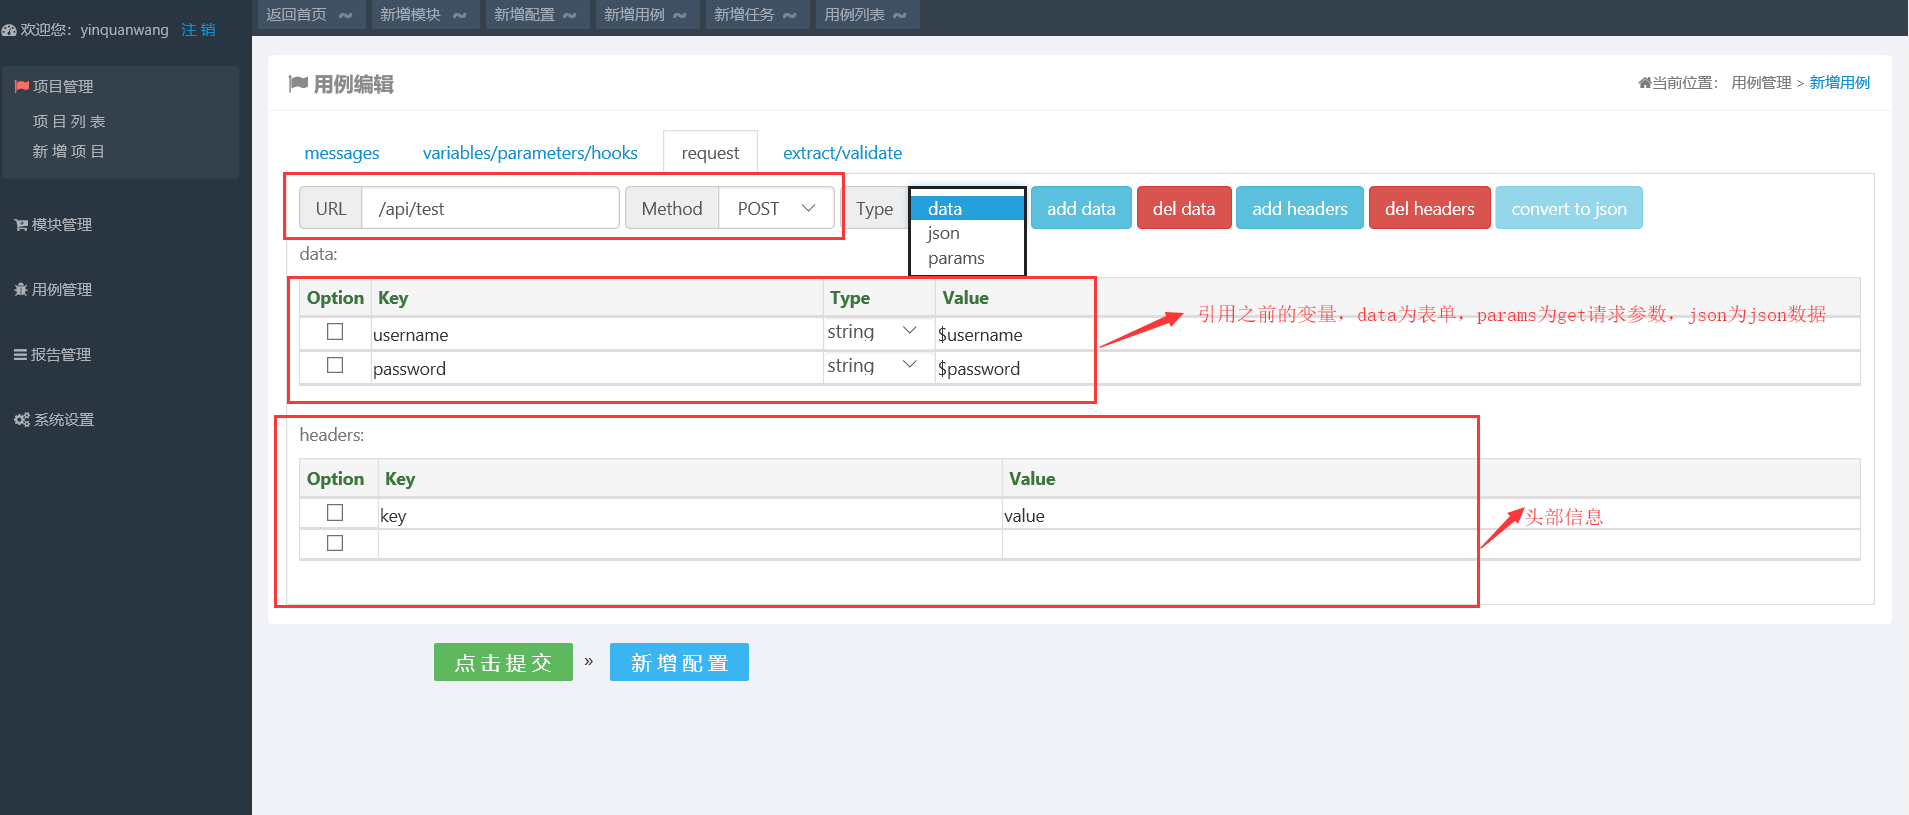 返回首页 新增模块 新增配置 新增用例 新增任务 用例列表
欢迎您：yinquanwang 注 销
项目管理
项 目 列 表
新 增 项 目
模块管理
用例管理
报告管理
系统设置
用例编辑
当前位置： 用例管理 > 新增用例
messages variables/parameters/hooks request extract/validate
URL /api/test Method POST Type data add data del data add headers del headers convert to json
json
params
data:
Option Key Type Value
username string $username
password string $password
引用之前的变量，data为表单，params为get请求参数，json为json数据
headers:
Option Key Value
key value
头部信息
点 击 提 交 » 新 增 配 置